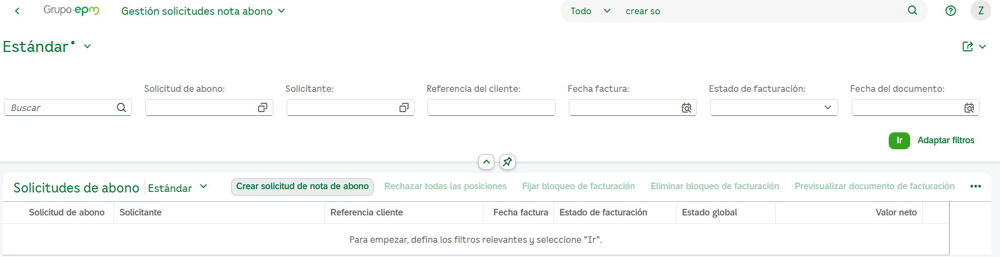 Grupo·epm Gestión solicitudes nota abono Todo crear so Z
Estándar*
Solicitud de abono: Solicitante: Referencia del cliente: Fecha factura: Estado de facturación: Fecha del documento:
Buscar
Ir Adaptar filtros
Solicitudes de abono Estándar Crear solicitud de nota de abono Rechazar todas las posiciones Fijar bloqueo de facturación Eliminar bloqueo de facturación Previsualizar documento de facturación •••
Solicitud de abono Solicitante Referencia cliente Fecha factura Estado de facturación Estado global Valor neto
Para empezar, defina los filtros relevantes y seleccione "Ir".